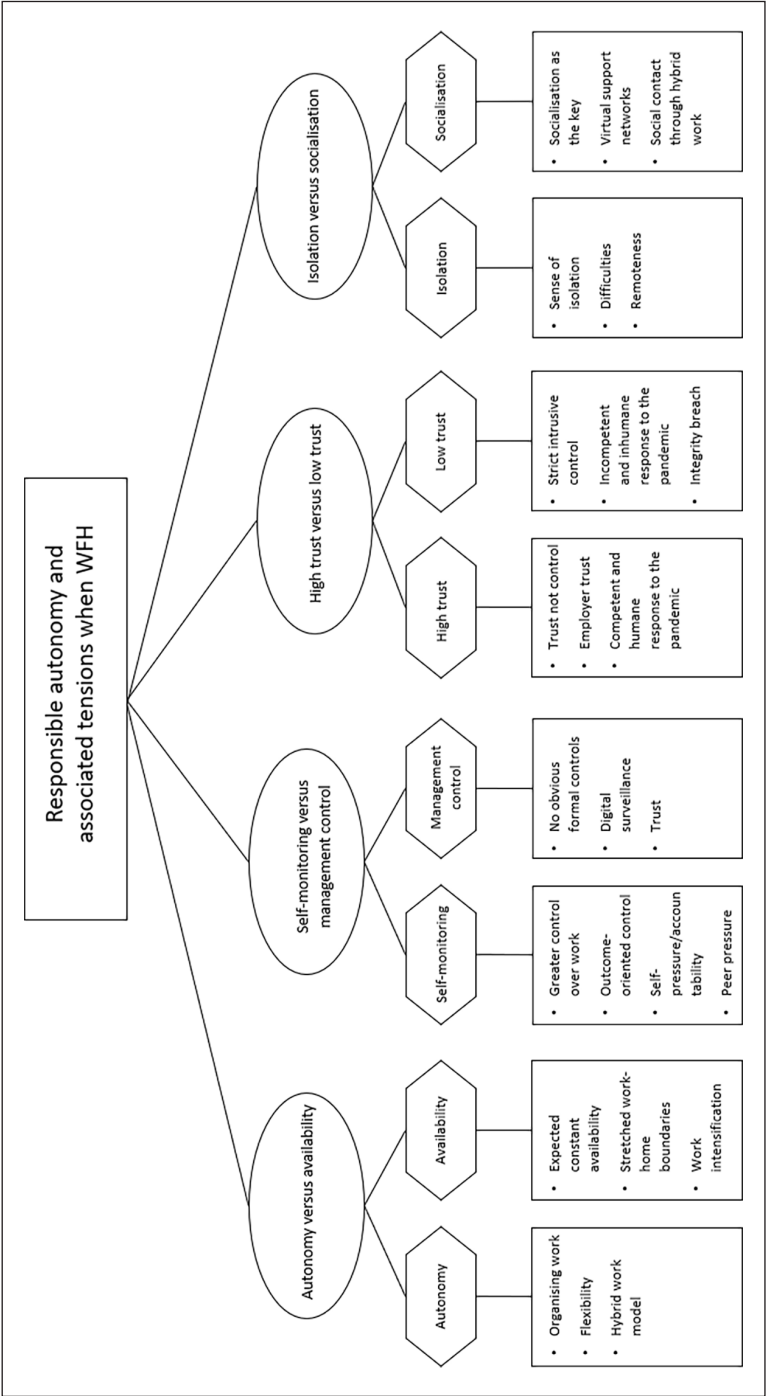 Responsible autonomy and
associated tensions when WFH
Autonomy versus availability
Self-monitoring versus
management control
High trust versus low trust
Isolation versus socialisation
Autonomy
Availability
Self-monitoring
Management
control
High trust
Low trust
Isolation
Socialisation
• Organising work
• Flexibility
• Hybrid work
model
• Expected
constant
availability
• Stretched work-
home
boundaries
• Work
intensification
• Greater control
over work
• Outcome-
oriented control
• Self-
pressure/accoun
tability
• Peer pressure
• No obvious
formal controls
• Digital
surveillance
• Trust
• Trust not control
• Employer trust
• Competent and
humane
response to the
pandemic
• Strict intrusive
control
• Incompetent
and inhumane
response to the
pandemic
• Integrity breach
• Sense of
isolation
• Difficulties
• Remoteness
• Socialisation as
the key
• Virtual support
networks
• Social contact
through hybrid
work